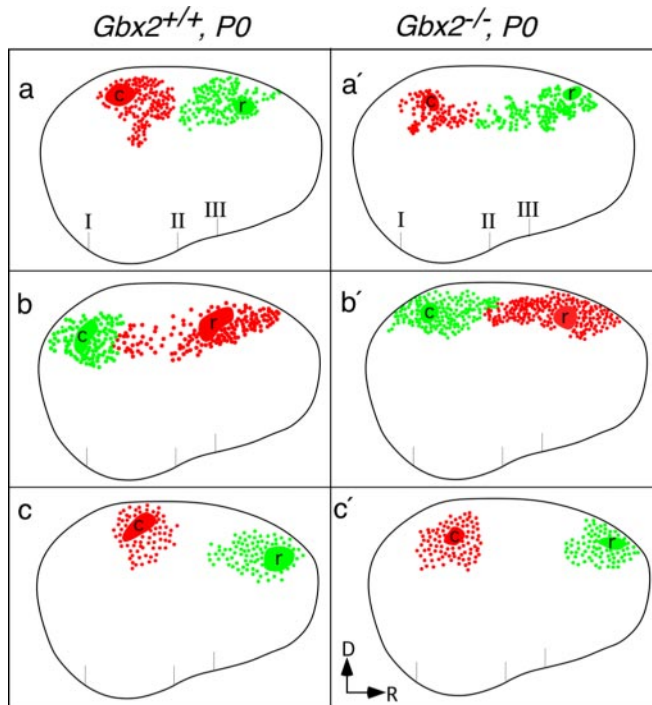 Gbx2+/+, P0 Gbx2-/-, P0
a c r I II III
a´ c r I II III
b c r
b´ c r
c c r
c´ c r D R